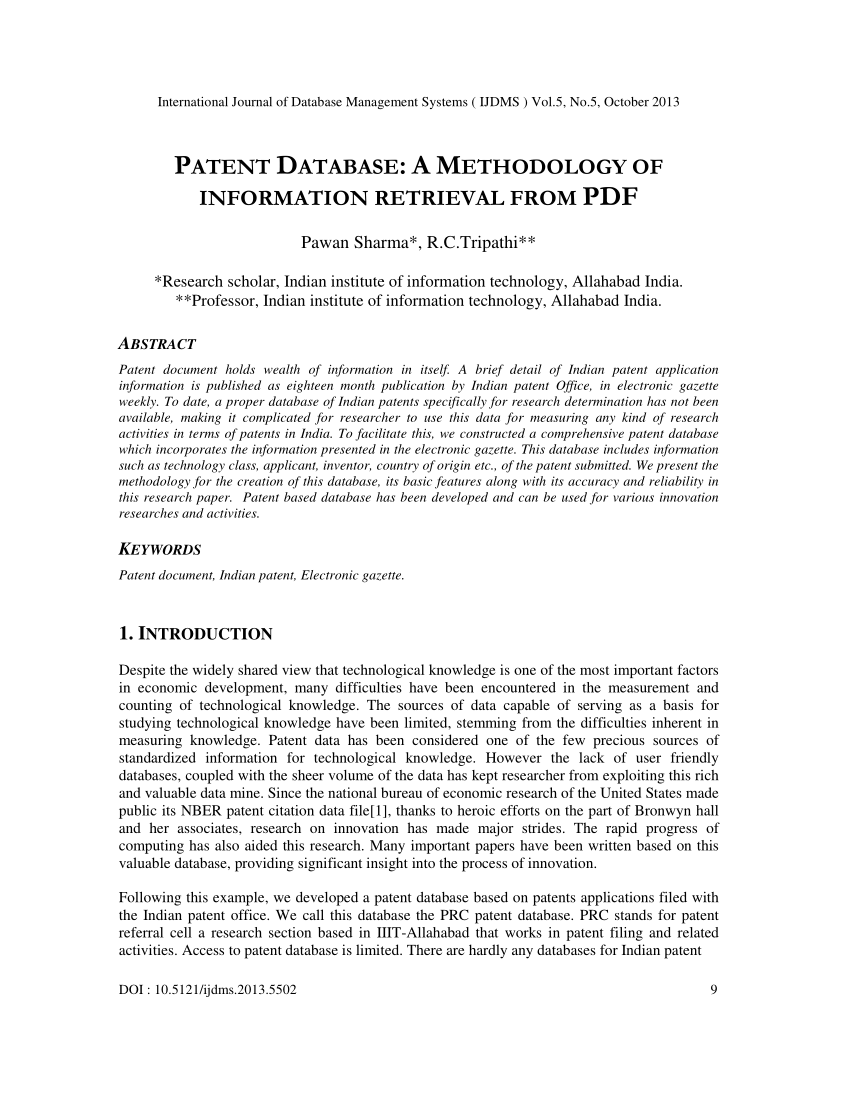 International Journal of Database Management Systems ( IJDMS ) Vol.5, No.5, October 2013
PATENT DATABASE: A METHODOLOGY OF
INFORMATION RETRIEVAL FROM PDF
Pawan Sharma*, R.C.Tripathi**
*Research scholar, Indian institute of information technology, Allahabad India.
**Professor, Indian institute of information technology, Allahabad India.
ABSTRACT
Patent document holds wealth of information in itself. A brief detail of Indian patent application
information is published as eighteen month publication by Indian patent Office, in electronic gazette
weekly. To date, a proper database of Indian patents specifically for research determination has not been
available, making it complicated for researcher to use this data for measuring any kind of research
activities in terms of patents in India. To facilitate this, we constructed a comprehensive patent database
which incorporates the information presented in the electronic gazette. This database includes information
such as technology class, applicant, inventor, country of origin etc., of the patent submitted. We present the
methodology for the creation of this database, its basic features along with its accuracy and reliability in
this research paper. Patent based database has been developed and can be used for various innovation
researches and activities.
KEYWORDS
Patent document, Indian patent, Electronic gazette.
1. INTRODUCTION
Despite the widely shared view that technological knowledge is one of the most important factors
in economic development, many difficulties have been encountered in the measurement and
counting of technological knowledge. The sources of data capable of serving as a basis for
studying technological knowledge have been limited, stemming from the difficulties inherent in
measuring knowledge. Patent data has been considered one of the few precious sources of
standardized information for technological knowledge. However the lack of user friendly
databases, coupled with the sheer volume of the data has kept researcher from exploiting this rich
and valuable data mine. Since the national bureau of economic research of the United States made
public its NBER patent citation data file[1], thanks to heroic efforts on the part of Bronwyn hall
and her associates, research on innovation has made major strides. The rapid progress of
computing has also aided this research. Many important papers have been written based on this
valuable database, providing significant insight into the process of innovation.
Following this example, we developed a patent database based on patents applications filed with
the Indian patent office. We call this database the PRC patent database. PRC stands for patent
referral cell a research section based in IIIT-Allahabad that works in patent filing and related
activities. Access to patent database is limited. There are hardly any databases for Indian patent
DOI : 10.5121/ijdms.2013.5502
9